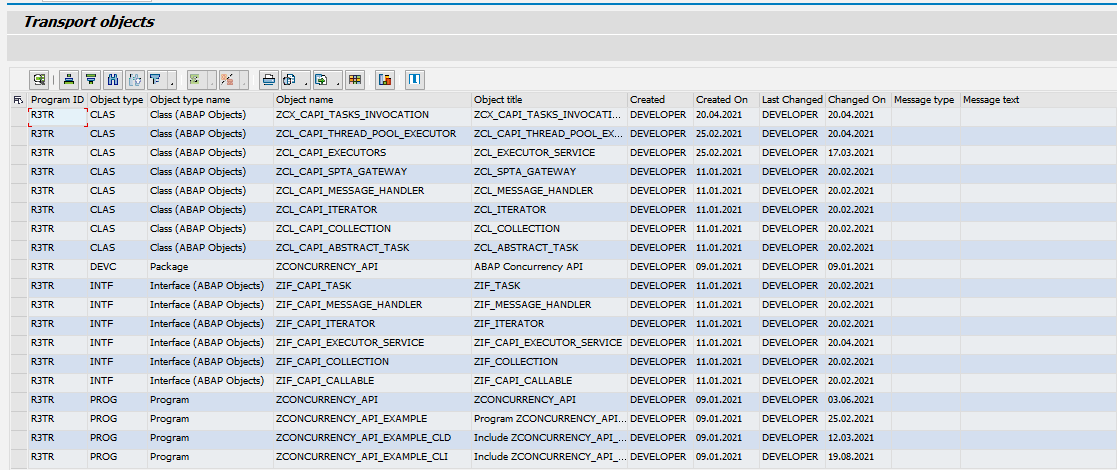 Transport objects
Program ID Object type Object type name Object name Object title Created Created On Last Changed Changed On Message type Message text
R3TR CLAS Class (ABAP Objects) ZCX_CAPI_TASKS_INVOCATION ZCX_CAPI_TASKS_INVOCATI... DEVELOPER 20.04.2021 DEVELOPER 20.04.2021
R3TR CLAS Class (ABAP Objects) ZCL_CAPI_THREAD_POOL_EXECUTOR ZCL_CAPI_THREAD_POOL_EX... DEVELOPER 25.02.2021 DEVELOPER 20.04.2021
R3TR CLAS Class (ABAP Objects) ZCL_CAPI_EXECUTORS ZCL_EXECUTOR_SERVICE DEVELOPER 25.02.2021 DEVELOPER 17.03.2021
R3TR CLAS Class (ABAP Objects) ZCL_CAPI_SPTA_GATEWAY ZCL_SPTA_GATEWAY DEVELOPER 11.01.2021 DEVELOPER 20.02.2021
R3TR CLAS Class (ABAP Objects) ZCL_CAPI_MESSAGE_HANDLER ZCL_MESSAGE_HANDLER DEVELOPER 11.01.2021 DEVELOPER 20.02.2021
R3TR CLAS Class (ABAP Objects) ZCL_CAPI_ITERATOR ZCL_ITERATOR DEVELOPER 11.01.2021 DEVELOPER 20.02.2021
R3TR CLAS Class (ABAP Objects) ZCL_CAPI_COLLECTION ZCL_COLLECTION DEVELOPER 11.01.2021 DEVELOPER 20.02.2021
R3TR CLAS Class (ABAP Objects) ZCL_CAPI_ABSTRACT_TASK ZCL_ABSTRACT_TASK DEVELOPER 11.01.2021 DEVELOPER 20.02.2021
R3TR DEVC Package ZCONCURRENCY_API ABAP Concurrency API DEVELOPER 09.01.2021 DEVELOPER 09.01.2021
R3TR INTF Interface (ABAP Objects) ZIF_CAPI_TASK ZIF_TASK DEVELOPER 11.01.2021 DEVELOPER 20.02.2021
R3TR INTF Interface (ABAP Objects) ZIF_CAPI_MESSAGE_HANDLER ZIF_MESSAGE_HANDLER DEVELOPER 11.01.2021 DEVELOPER 20.02.2021
R3TR INTF Interface (ABAP Objects) ZIF_CAPI_ITERATOR ZIF_ITERATOR DEVELOPER 11.01.2021 DEVELOPER 20.02.2021
R3TR INTF Interface (ABAP Objects) ZIF_CAPI_EXECUTOR_SERVICE ZIF_CAPI_EXECUTOR_SERVICE DEVELOPER 11.01.2021 DEVELOPER 20.04.2021
R3TR INTF Interface (ABAP Objects) ZIF_CAPI_COLLECTION ZIF_COLLECTION DEVELOPER 11.01.2021 DEVELOPER 20.02.2021
R3TR INTF Interface (ABAP Objects) ZIF_CAPI_CALLABLE ZIF_CAPI_CALLABLE DEVELOPER 11.01.2021 DEVELOPER 20.02.2021
R3TR PROG Program ZCONCURRENCY_API ZCONCURRENCY_API DEVELOPER 09.01.2021 DEVELOPER 03.06.2021
R3TR PROG Program ZCONCURRENCY_API_EXAMPLE Program ZCONCURRENCY_API... DEVELOPER 09.01.2021 DEVELOPER 25.02.2021
R3TR PROG Program ZCONCURRENCY_API_EXAMPLE_CLD Include ZCONCURRENCY_API_... DEVELOPER 09.01.2021 DEVELOPER 12.03.2021
R3TR PROG Program ZCONCURRENCY_API_EXAMPLE_CLI Include ZCONCURRENCY_API_... DEVELOPER 09.01.2021 DEVELOPER 19.08.2021